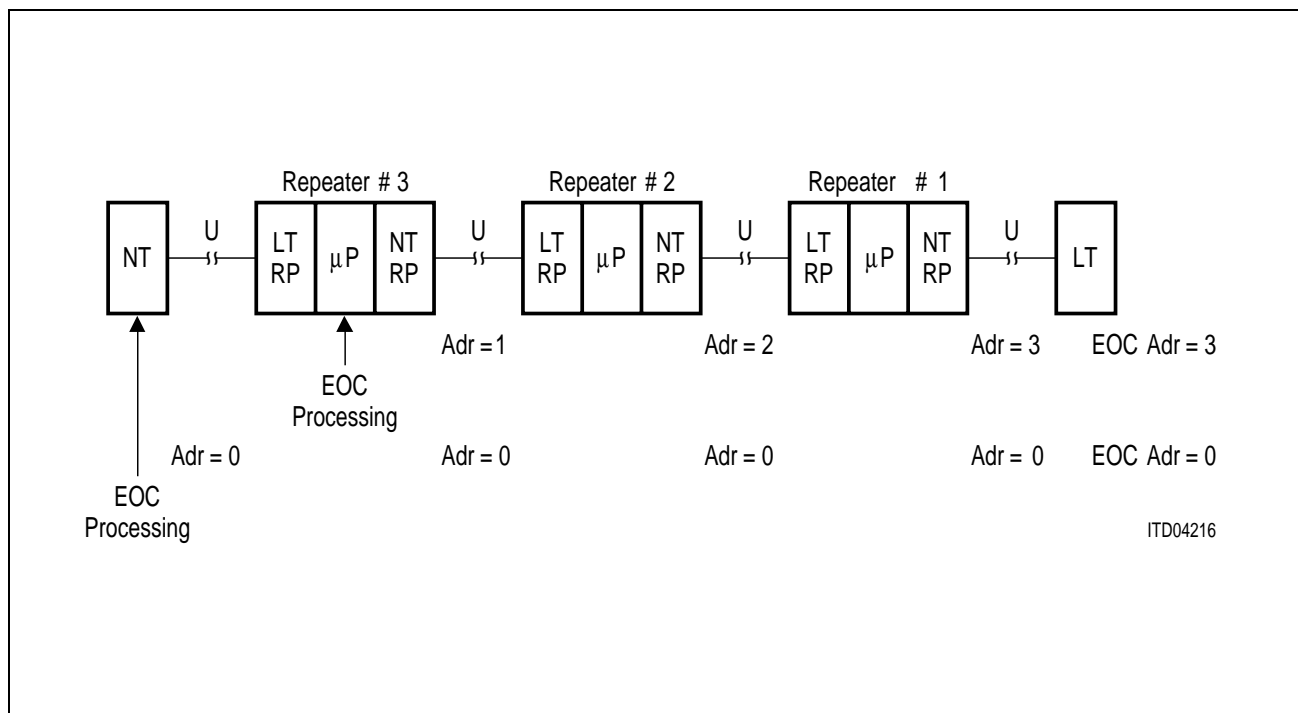 Repeater # 3 Repeater # 2 Repeater # 1
NT U LT RP µP NT RP U LT RP µP NT RP U LT RP µP NT RP U LT
Adr = 1 Adr = 2 Adr = 3 EOC Adr = 3
EOC
Processing
Adr = 0 Adr = 0 Adr = 0 Adr = 0 EOC Adr = 0
EOC
Processing
ITD04216